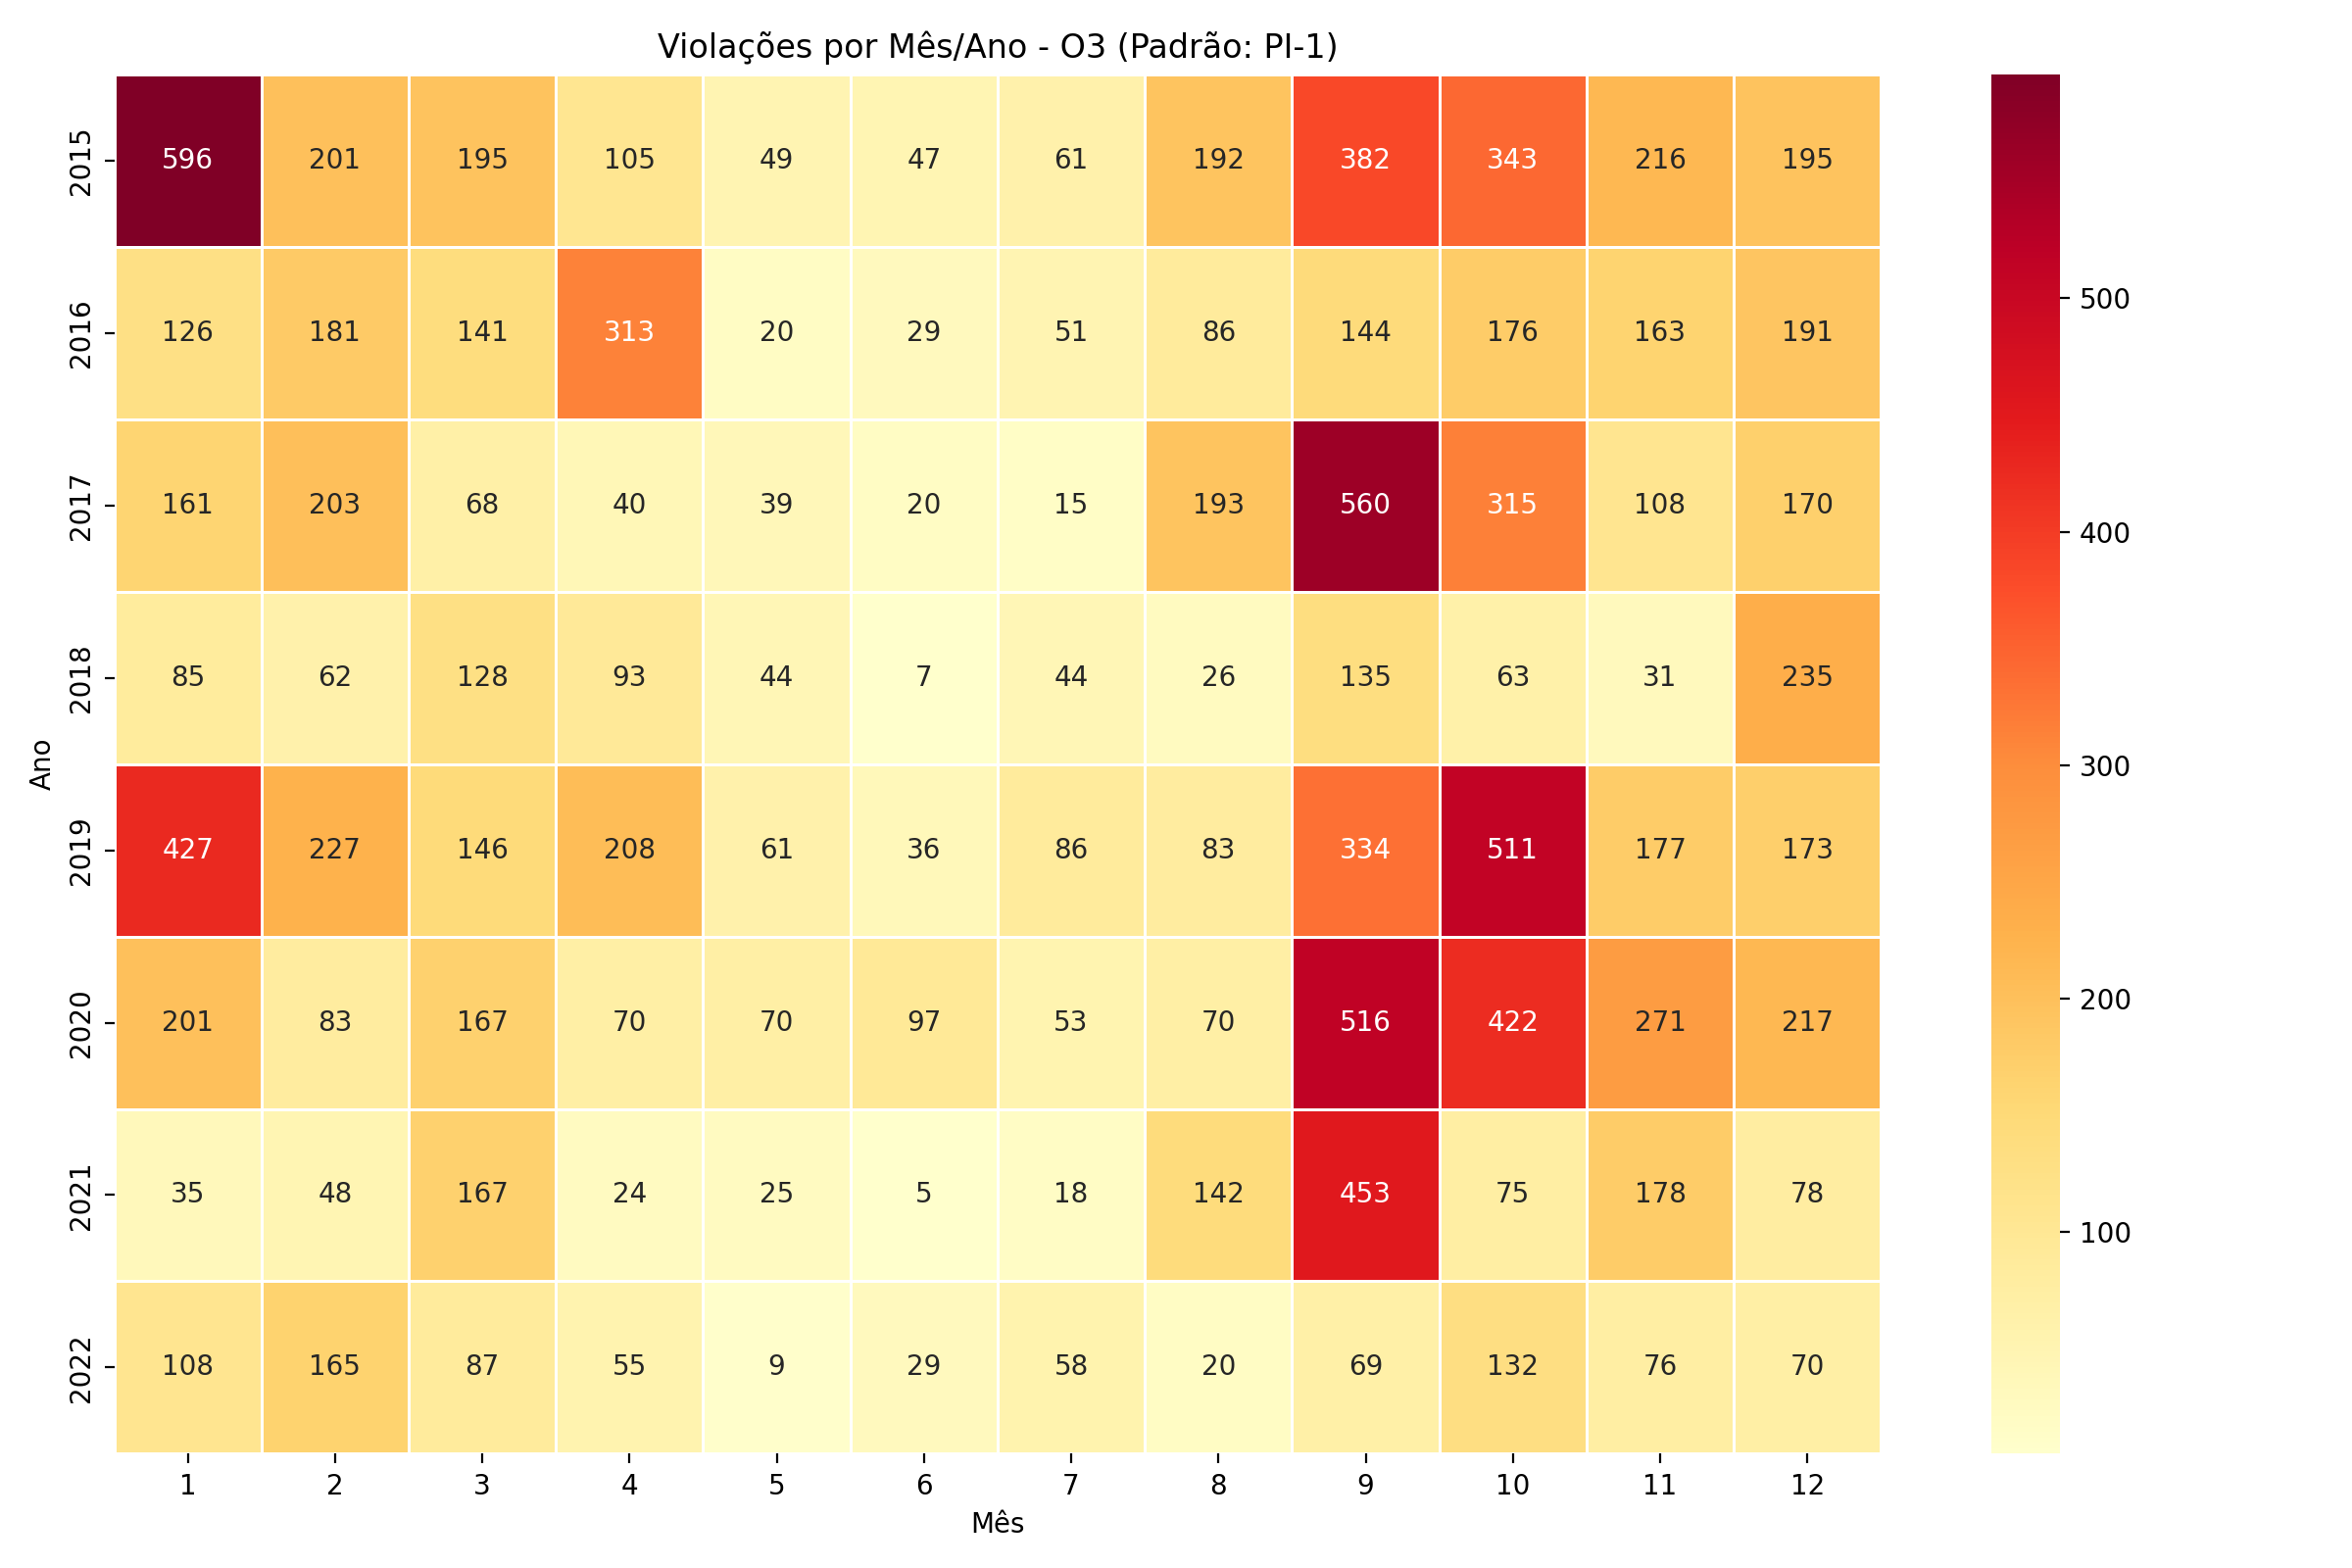 Violações por Mês/Ano - O3 (Padrão: PI-1)
2015 596 201 195 105 49 47 61 192 382 343 216 195
2016 126 181 141 313 20 29 51 86 144 176 163 191
2017 161 203 68 40 39 20 15 193 560 315 108 170
2018 85 62 128 93 44 7 44 26 135 63 31 235
2019 427 227 146 208 61 36 86 83 334 511 177 173
2020 201 83 167 70 70 97 53 70 516 422 271 217
2021 35 48 167 24 25 5 18 142 453 75 178 78
2022 108 165 87 55 9 29 58 20 69 132 76 70
1 2 3 4 5 6 7 8 9 10 11 12
Mês
Ano
500
400
300
200
100